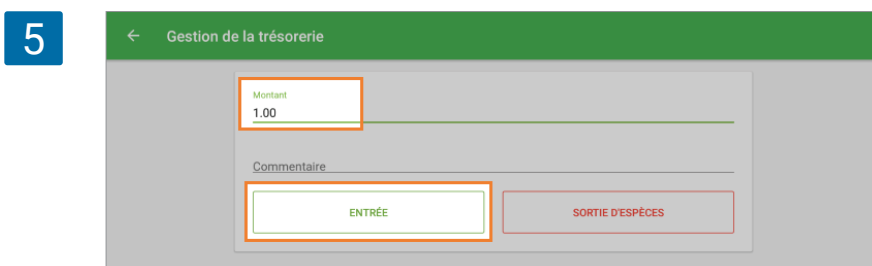 5
← Gestion de la trésorerie
Montant
1.00
Commentaire
ENTRÉE
SORTIE D'ESPÈCES